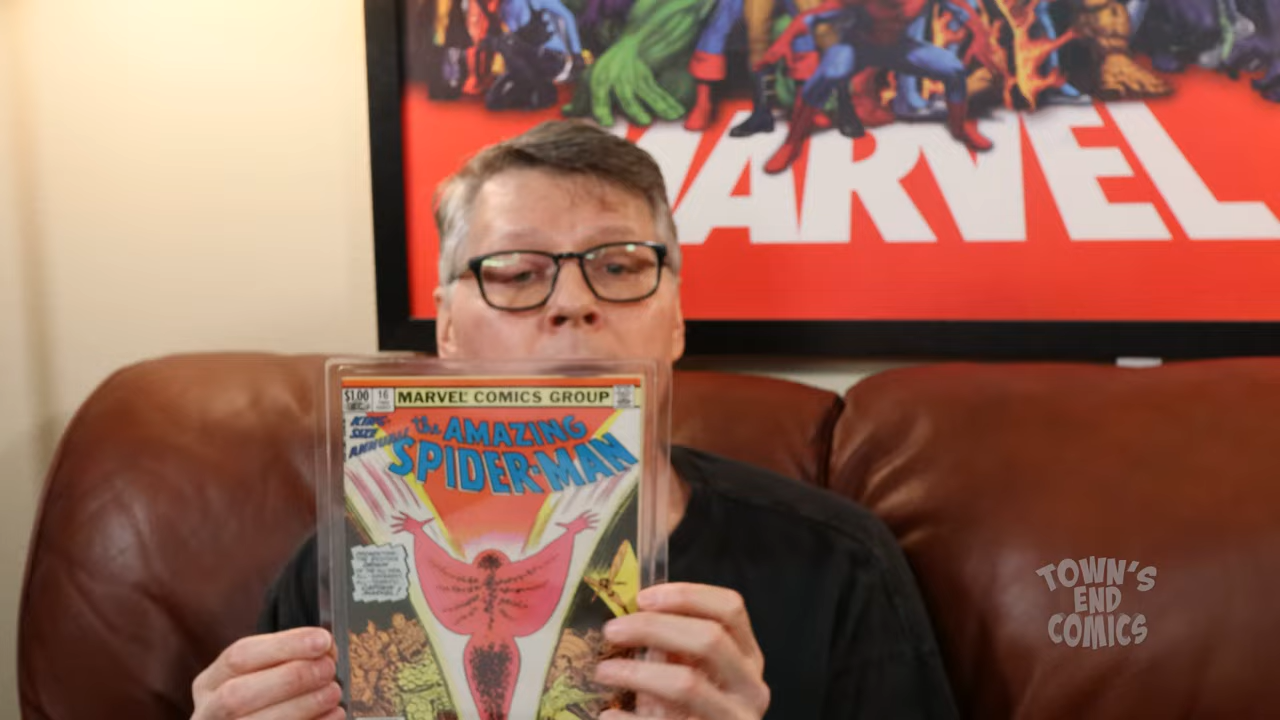 MARVEL
$1.00
16
MARVEL COMICS GROUP
KING-
SIZE
ANNUAL
the AMAZING
SPIDER-MAN
TOWN'S
END
COMICS